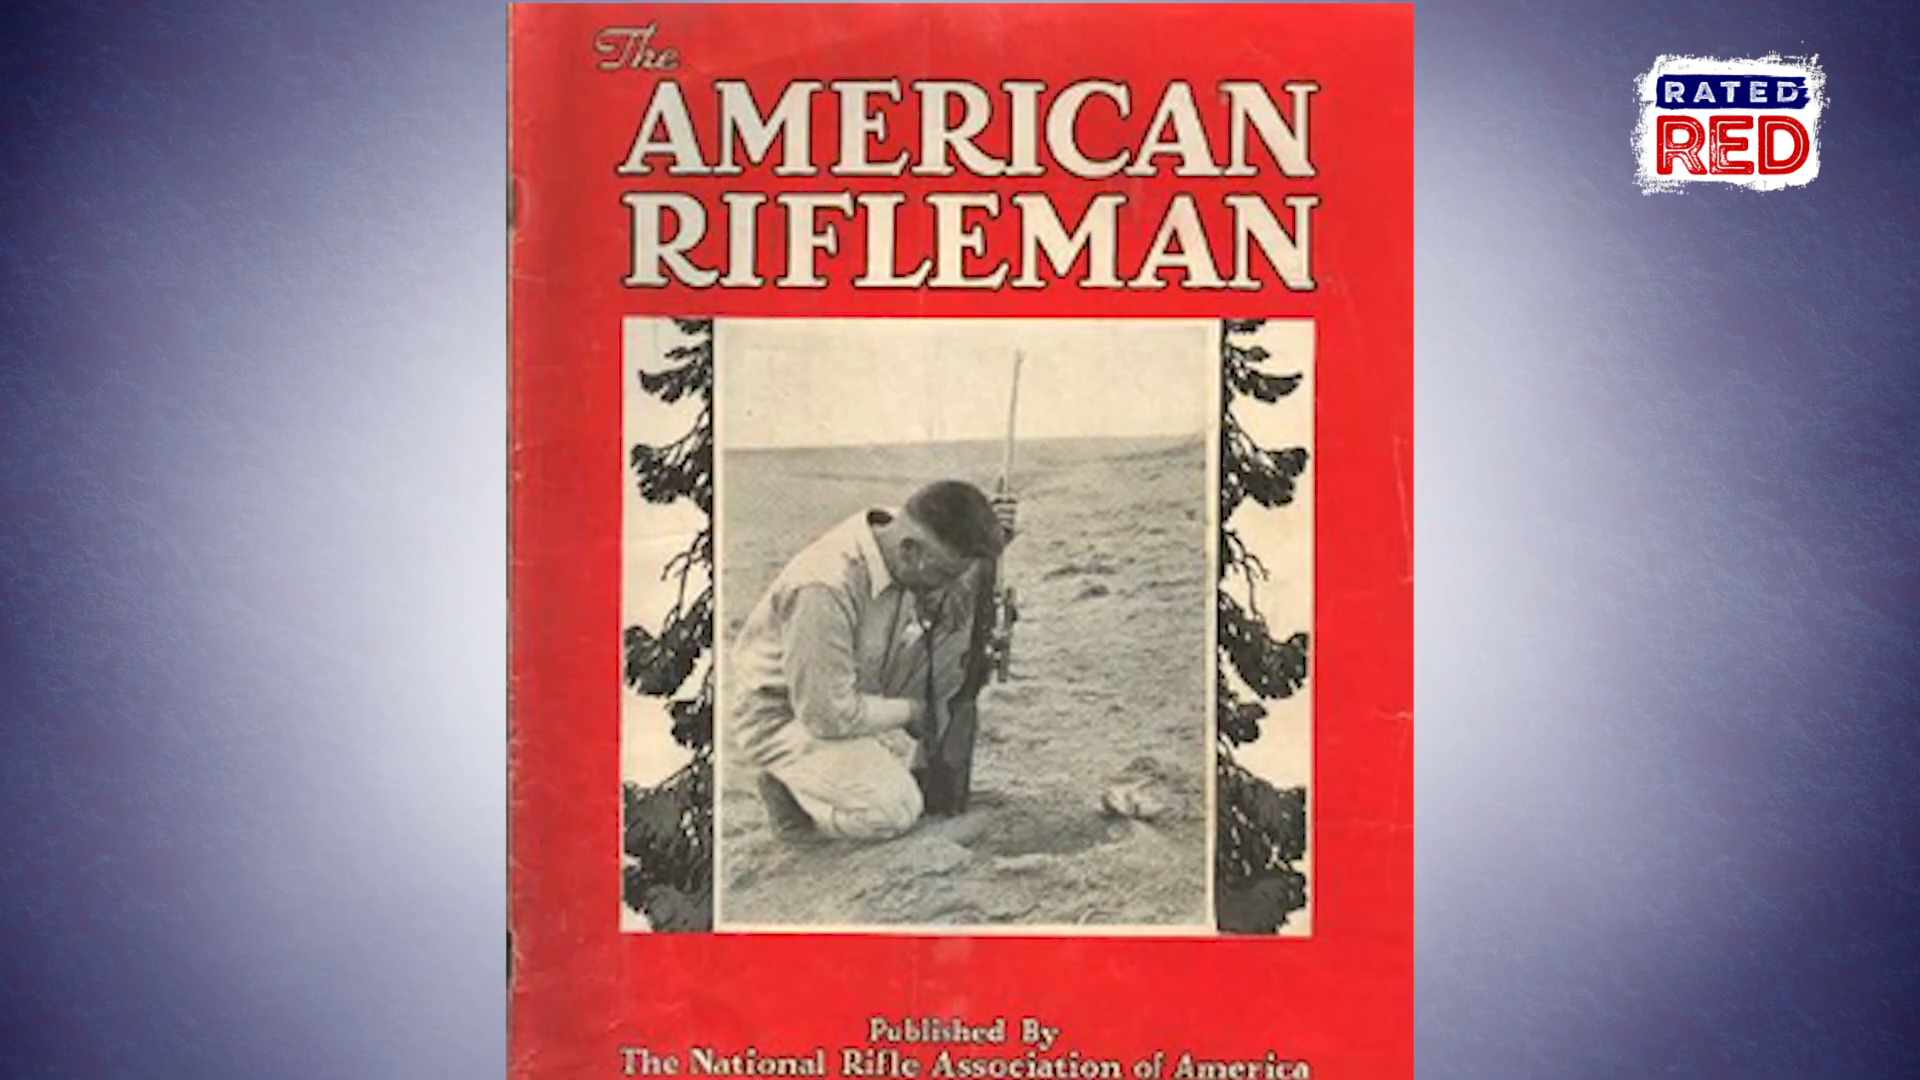 The
AMERICAN
RIFLEMAN
Published By
The National Rifle Association of America
RATED
RED